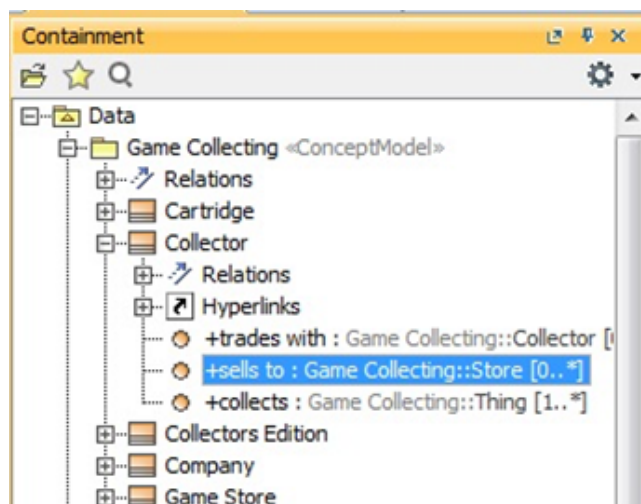 Containment
Data
Game Collecting «ConceptModel»
Relations
Cartridge
Collector
Relations
Hyperlinks
+trades with : Game Collecting::Collector [
+sells to : Game Collecting::Store [0..*]
+collects : Game Collecting::Thing [1..*]
Collectors Edition
Company
Game Store